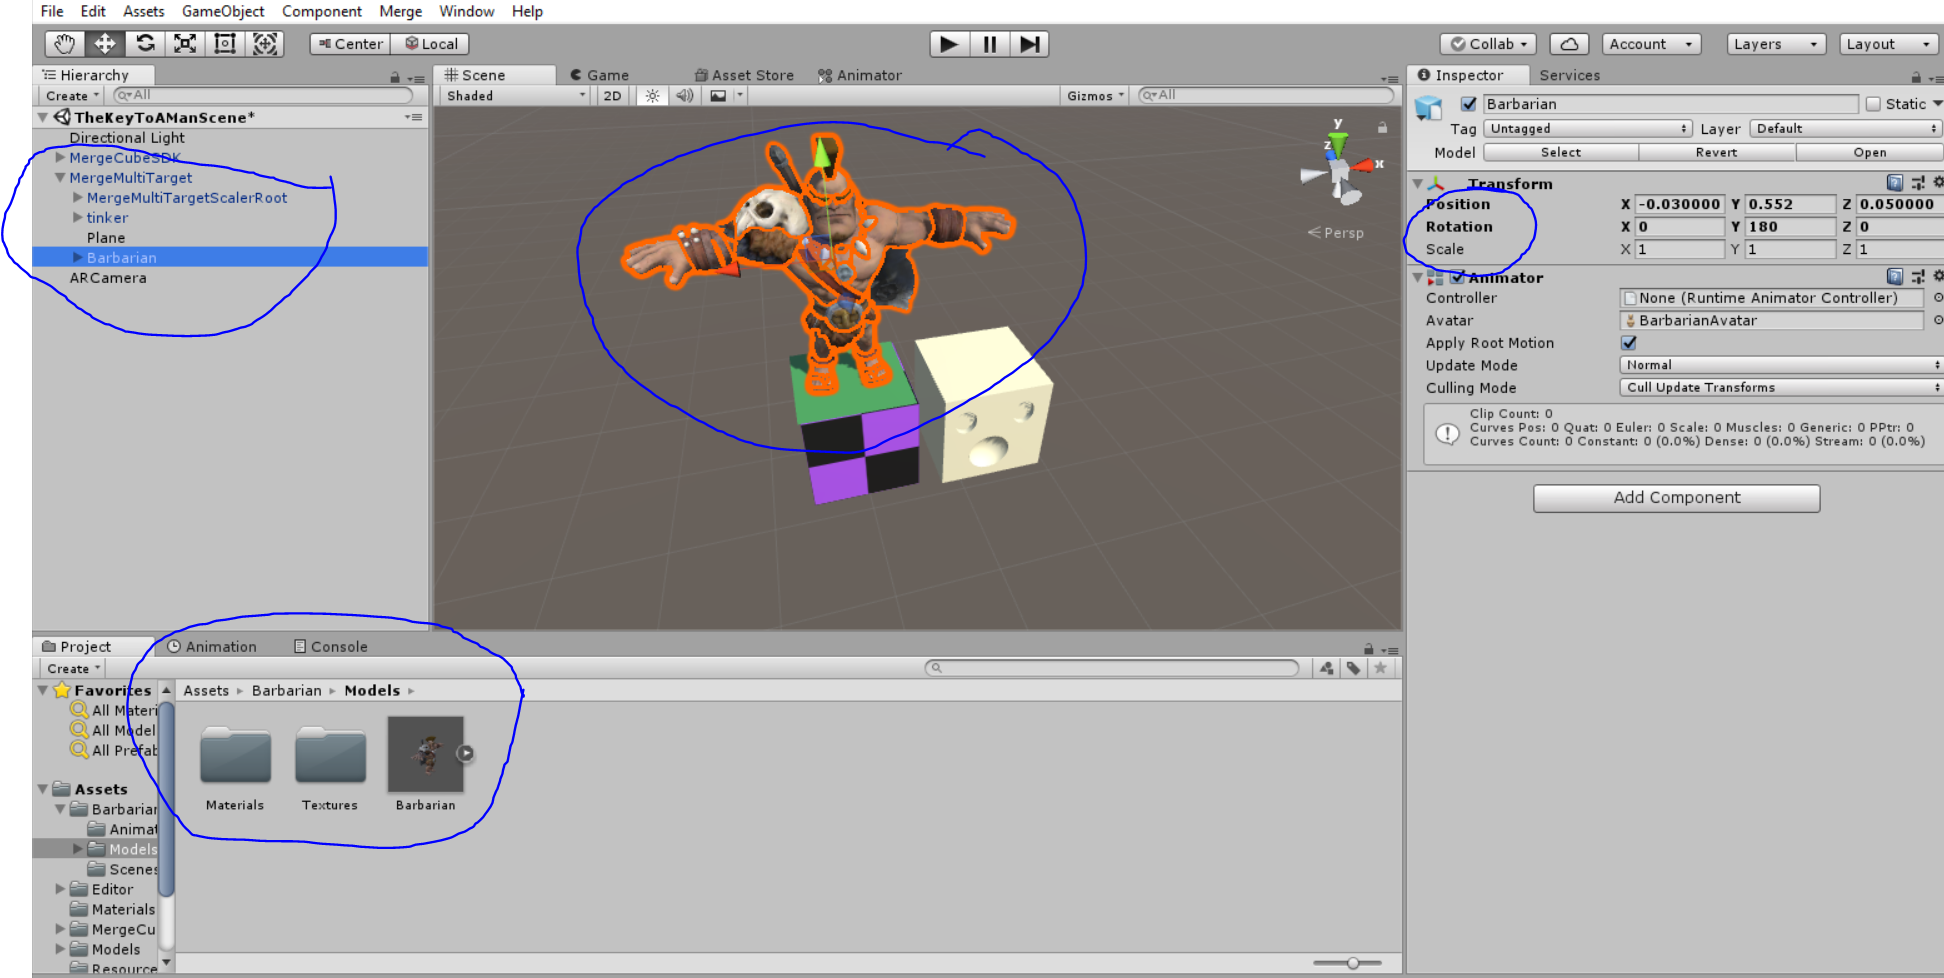 File Edit Assets GameObject Component Merge Window Help
Center Local Collab Account Layers Layout
Hierarchy
Create All
TheKeyToAManScene*
Directional Light
MergeCubeSDK
MergeMultiTarget
MergeMultiTargetScalerRoot
tinker
Plane
Barbarian
ARCamera
Scene Game Asset Store Animator
Shaded 2D Gizmos All
y
z
x
Persp
Inspector Services
Barbarian Static
Tag Untagged Layer Default
Model Select Revert Open
Transform
Position X -0.030000 Y 0.552 Z 0.050000
Rotation X 0 Y 180 Z 0
Scale X 1 Y 1 Z 1
Animator
Controller None (Runtime Animator Controller)
Avatar BarbarianAvatar
Apply Root Motion
Update Mode Normal
Culling Mode Cull Update Transforms
Clip Count: 0
Curves Pos: 0 Quat: 0 Euler: 0 Scale: 0 Muscles: 0 Generic: 0 PPtr: 0
Curves Count: 0 Constant: 0 (0.0%) Dense: 0 (0.0%) Stream: 0 (0.0%)
Add Component
Project Animation Console
Create
Favorites
All Materi
All Model
All Prefab
Assets
Barbarian
Animat
Models
Scenes
Editor
Materials
MergeCu
Models
Resource
Assets Barbarian Models
Materials Textures Barbarian